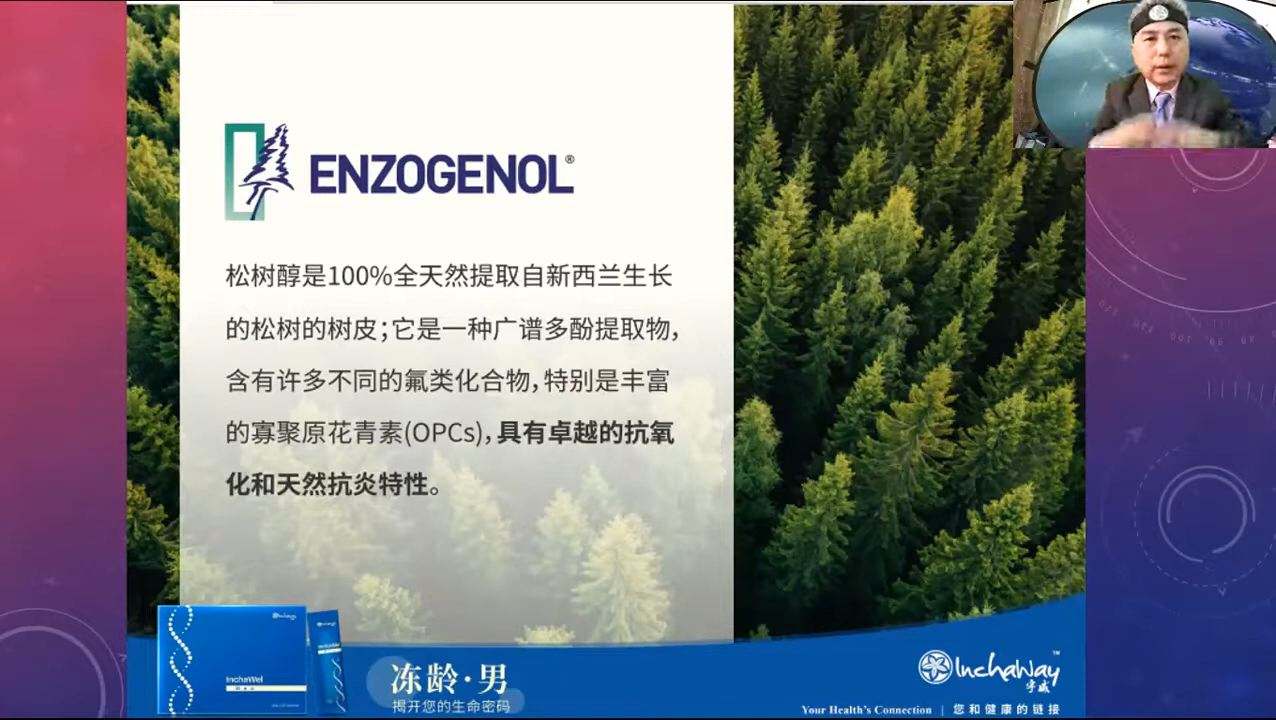 ENZOGENOL®
松树醇是100%全天然提取自新西兰生长
的松树的树皮;它是一种广谱多酚提取物,
含有许多不同的氟类化合物,特别是丰富
的寡聚原花青素(OPCs),具有卓越的抗氧
化和天然抗炎特性。
InchaWel
冻龄·男
揭开您的生命密码
InchaWay™
宇威
Your Health's Connection | 您和健康的链接